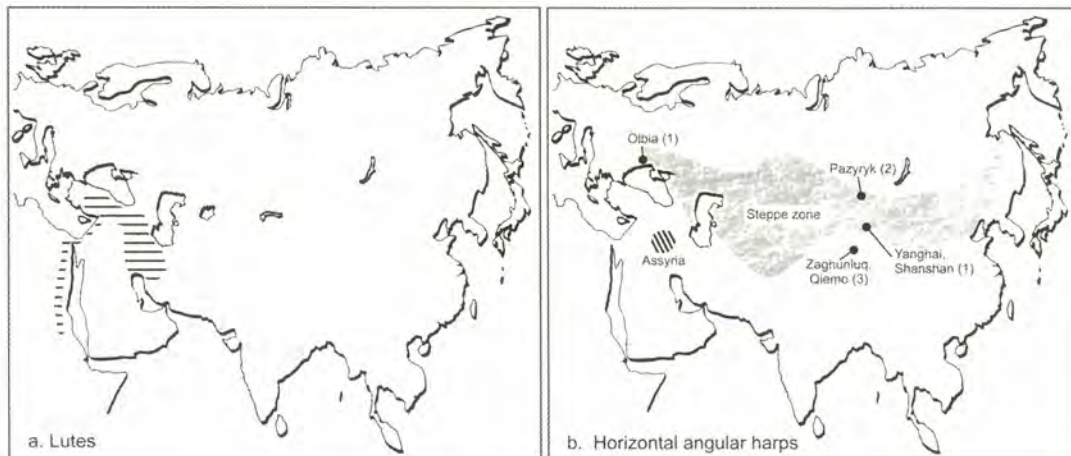 a. Lutes
Olbia (1)
Pazyryk (2)
Steppe zone
Assyria
Zaghunluq,
Qiemo (3)
Yanghai,
Shanshan (1)
b. Horizontal angular harps